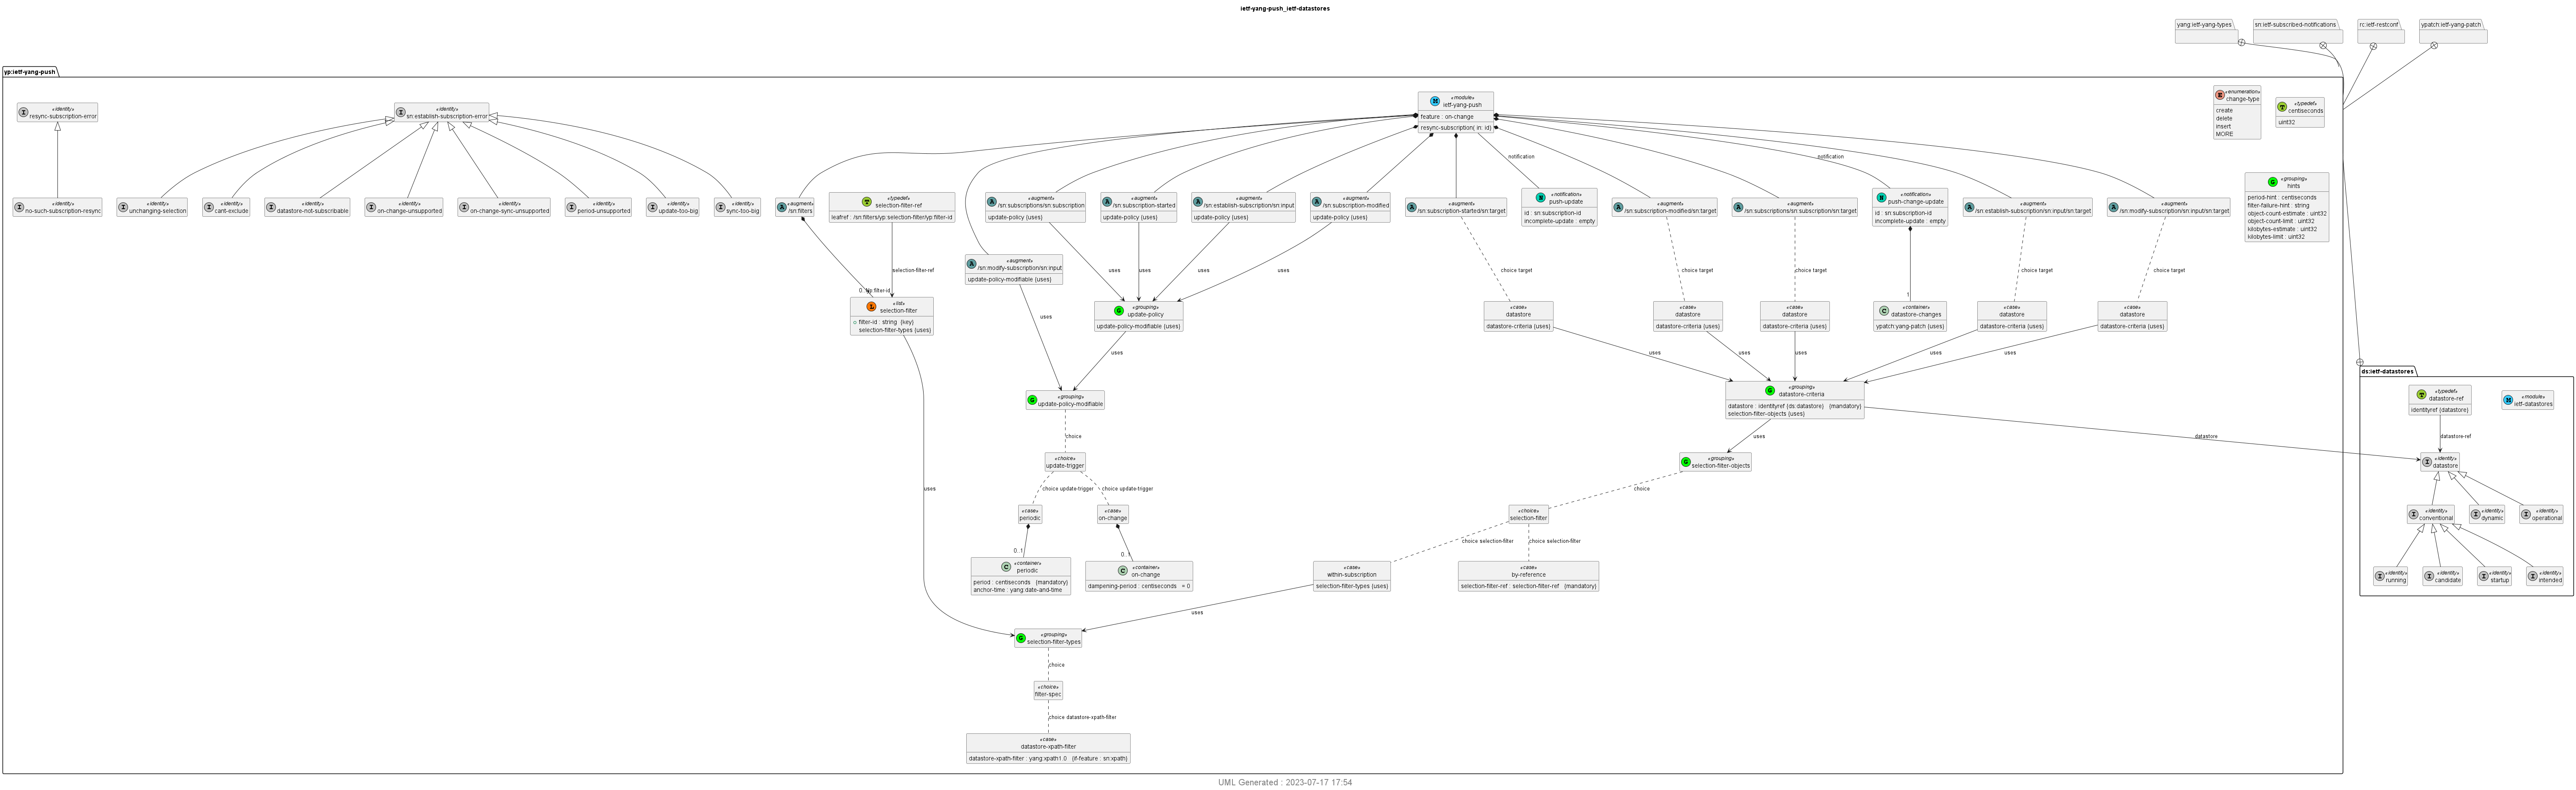 ietf-yang-push_ietf-datastores
yang:ietf-yang-types
sn:ietf-subscribed-notifications
rc:ietf-restconf
ypatch:ietf-yang-patch
yp:ietf-yang-push
«identity»
resync-subscription-error
«identity»
sn:establish-subscription-error
«module»
ietf-yang-push
feature : on-change
resync-subscription( in: id)
«enumeration»
change-type
create
delete
insert
MORE
«typedef»
centiseconds
uint32
«identity»
no-such-subscription-resync
«identity»
unchanging-selection
«identity»
cant-exclude
«identity»
datastore-not-subscribable
«identity»
on-change-unsupported
«identity»
on-change-sync-unsupported
«identity»
period-unsupported
«identity»
update-too-big
«identity»
sync-too-big
«augment»
/sn:filters
«typedef»
selection-filter-ref
leafref : /sn:filters/yp:selection-filter/yp:filter-id
«augment»
/sn:subscriptions/sn:subscription
update-policy (uses)
«augment»
/sn:subscription-started
update-policy (uses)
«augment»
/sn:establish-subscription/sn:input
update-policy (uses)
«augment»
/sn:subscription-modified
update-policy (uses)
«augment»
/sn:subscription-started/sn:target
notification
«notification»
push-update
id : sn:subscription-id
incomplete-update : empty
«augment»
/sn:subscription-modified/sn:target
«augment»
/sn:subscriptions/sn:subscription/sn:target
notification
«notification»
push-change-update
id : sn:subscription-id
incomplete-update : empty
«augment»
/sn:establish-subscription/sn:input/sn:target
«augment»
/sn:modify-subscription/sn:input/sn:target
«grouping»
hints
period-hint : centiseconds
filter-failure-hint : string
object-count-estimate : uint32
object-count-limit : uint32
kilobytes-estimate : uint32
kilobytes-limit : uint32
«augment»
/sn:modify-subscription/sn:input
update-policy-modifiable (uses)
selection-filter-ref
uses
uses
uses
uses
choice target
choice target
choice target
choice target
choice target
«list»
selection-filter
filter-id : string (key)
selection-filter-types (uses)
«grouping»
update-policy
update-policy-modifiable (uses)
«case»
datastore
datastore-criteria (uses)
«case»
datastore
datastore-criteria (uses)
«case»
datastore
datastore-criteria (uses)
1
«container»
datastore-changes
ypatch:yang-patch (uses)
«case»
datastore
datastore-criteria (uses)
«case»
datastore
datastore-criteria (uses)
uses
uses
uses
uses
uses
uses
uses
«grouping»
update-policy-modifiable
«grouping»
datastore-criteria
datastore : identityref (ds:datastore) (mandatory)
selection-filter-objects (uses)
choice
uses
datastore
«choice»
update-trigger
«grouping»
selection-filter-objects
choice update-trigger
choice update-trigger
choice
uses
«case»
periodic
«case»
on-change
«choice»
selection-filter
0..1
0..1
choice selection-filter
choice selection-filter
«container»
periodic
period : centiseconds (mandatory)
anchor-time : yang:date-and-time
«container»
on-change
dampening-period : centiseconds = 0
«case»
within-subscription
selection-filter-types (uses)
«case»
by-reference
selection-filter-ref : selection-filter-ref (mandatory)
uses
«grouping»
selection-filter-types
choice
«choice»
filter-spec
choice datastore-xpath-filter
«case»
datastore-xpath-filter
datastore-xpath-filter : yang:xpath1.0 (if-feature : sn:xpath)
ds:ietf-datastores
«typedef»
datastore-ref
identityref {datastore}
«module»
ietf-datastores
datastore-ref
«identity»
datastore
«identity»
conventional
«identity»
dynamic
«identity»
operational
«identity»
running
«identity»
candidate
«identity»
startup
«identity»
intended
UML Generated : 2023-07-17 17:54